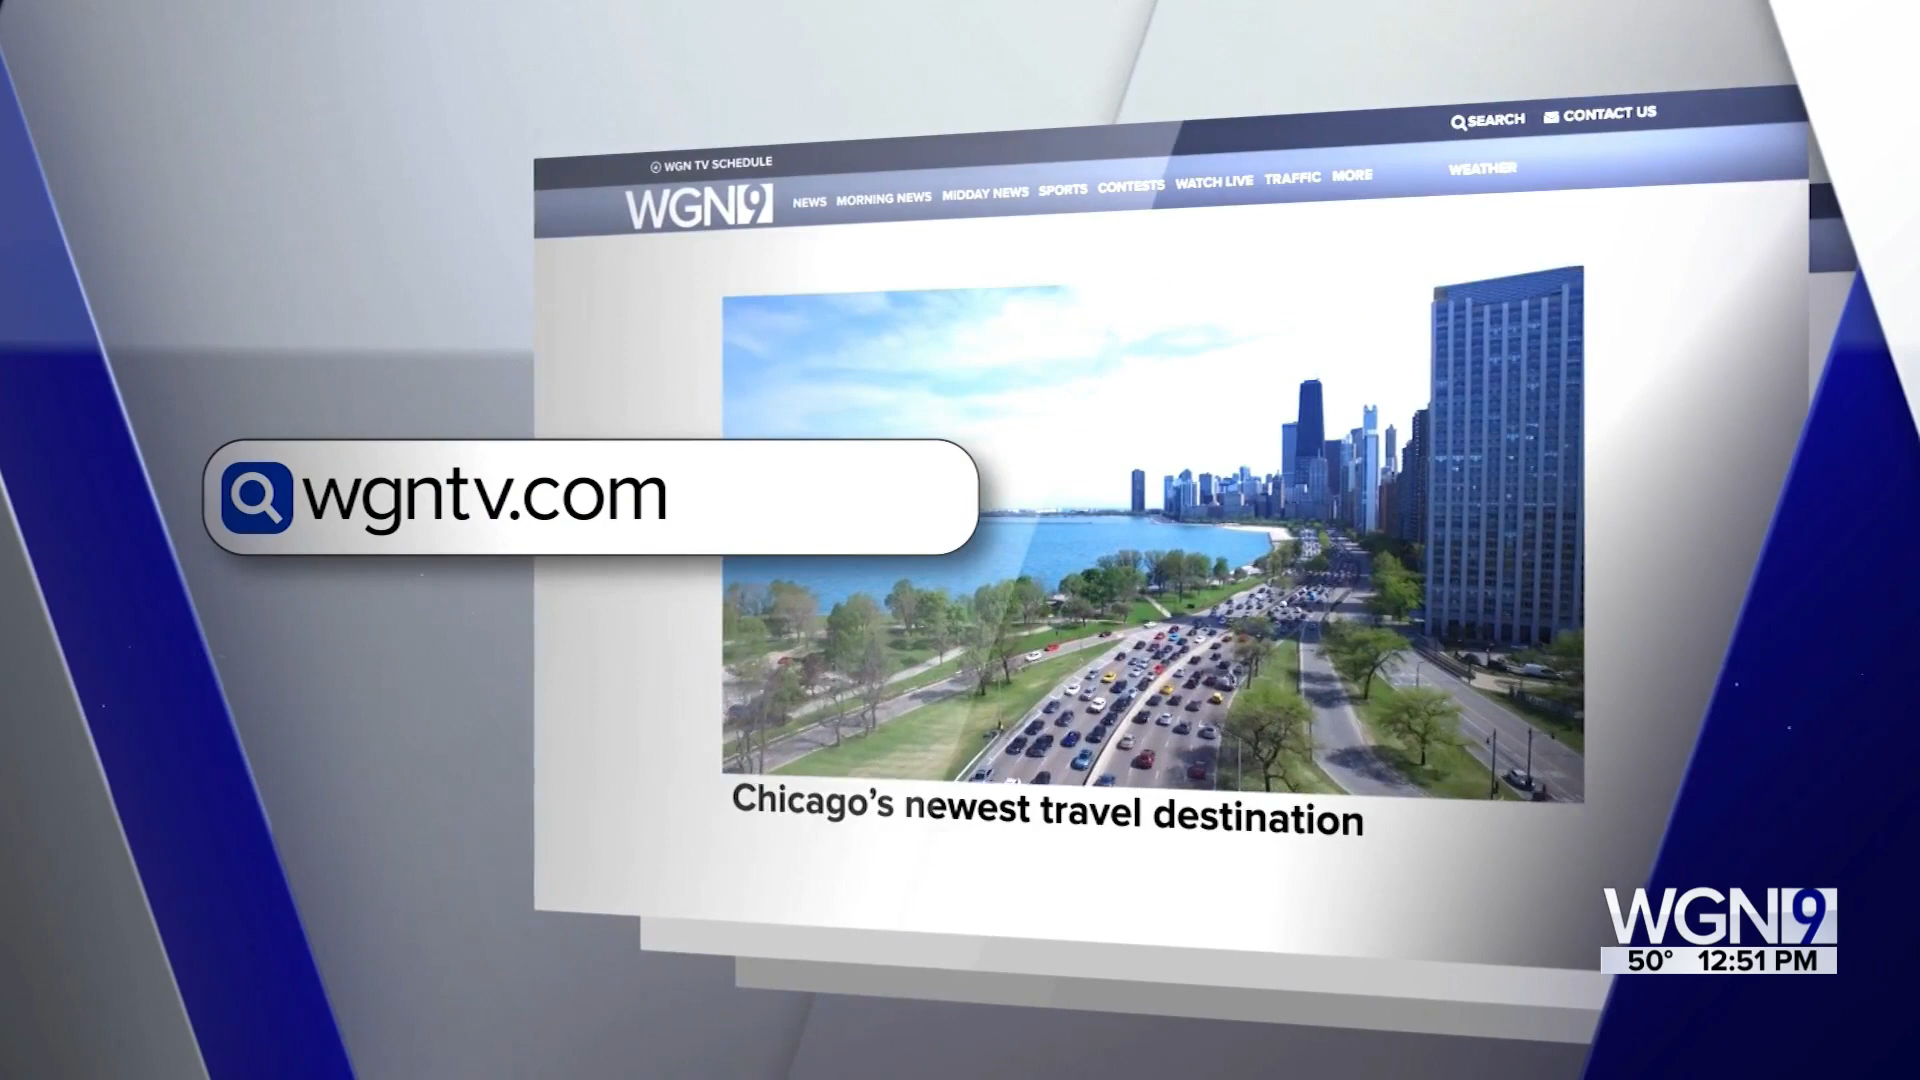 SEARCH CONTACT US
WGN TV SCHEDULE
WGN9 NEWS MORNING NEWS MIDDAY NEWS SPORTS CONTESTS WATCH LIVE TRAFFIC MORE WEATHER
wgntv.com
Chicago's newest travel destination
WGN9
50° 12:51 PM